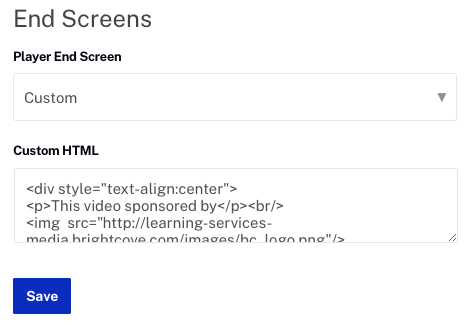 End Screens
Player End Screen
Custom
Custom HTML
<div style="text-align:center">
<p>This video sponsored by</p><br/>
<img  src="http://learning-services-
media.brightcove.com/images/bc_logo.png"/>
Save